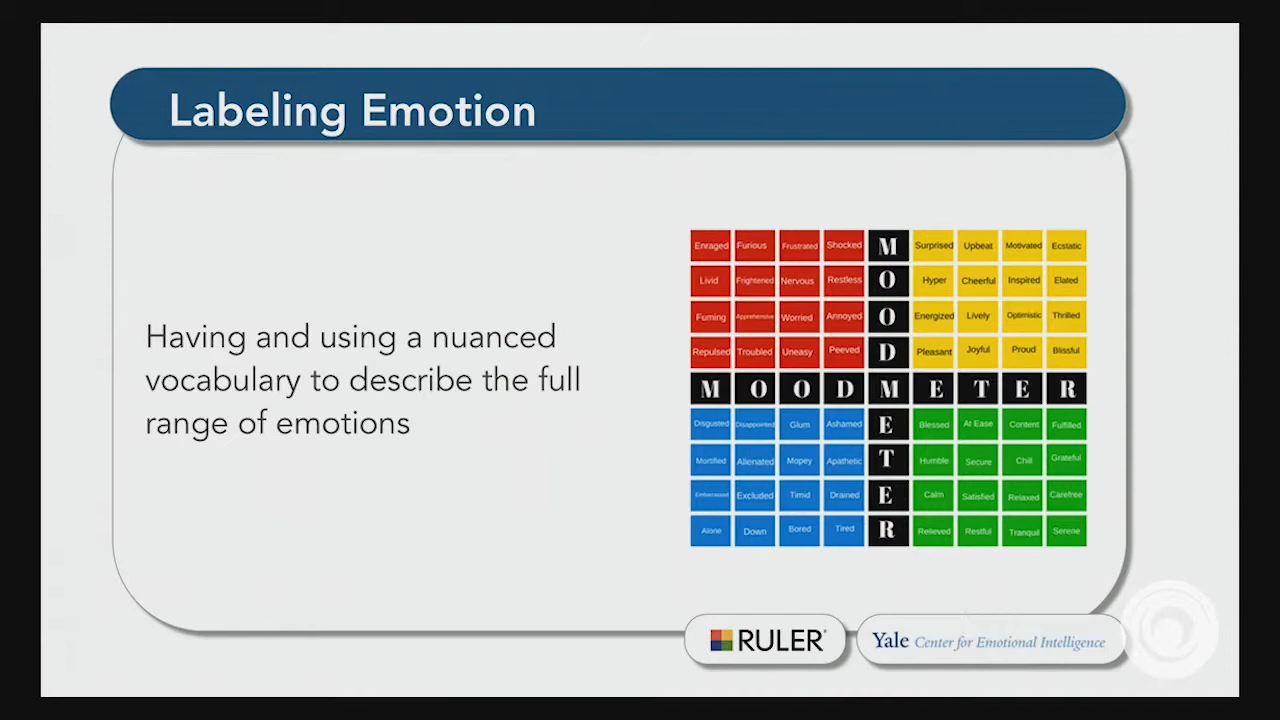 Labeling Emotion
Having and using a nuanced
vocabulary to describe the full
range of emotions
Enraged Furious Frustrated Shocked M Surprised Upbeat Motivated Ecstatic
Livid Frightened Nervous Restless O Hyper Cheerful Inspired Elated
Fuming Apprehensive Worried Annoyed O Energized Lively Optimistic Thrilled
Repulsed Troubled Uneasy Peeved D Pleasant Joyful Proud Blissful
M O O D M E T E R
Disgusted Disappointed Glum Ashamed E Blessed At Ease Content Fulfilled
Mortified Alienated Mopey Apathetic T Humble Secure Chill Grateful
Embarrassed Excluded Timid Drained E Calm Satisfied Relaxed Carefree
Alone Down Bored Tired R Relieved Restful Tranquil Serene
RULER®
Yale Center for Emotional Intelligence